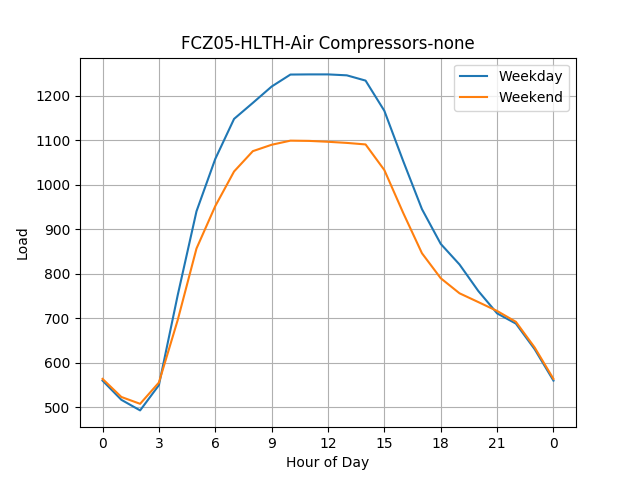 FCZ05-HLTH-Air Compressors-none
Weekday
Weekend
Load
1200
1100
1000
900
800
700
600
500
0 3 6 9 12 15 18 21 0
Hour of Day